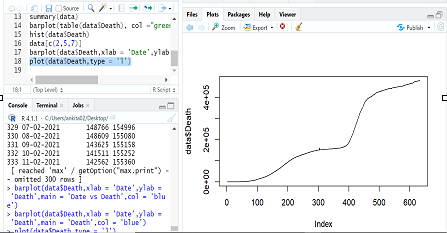 Source
13 summary(data)
14 barplot(table(data$Death), col ="green
15 hist(data$Death)
16 data[c(2,5,7)]
17 barplot(data$Death,xlab = 'Date',ylab
18 plot(data$Death,type = 'l')
19
18:1 (Top Level) R Script
Console Terminal Jobs
R 4.1.1 . C:/Users/ankita02/Desktop/
329 07-02-2021 148766 154996
330 08-02-2021 148609 155080
331 09-02-2021 143625 155158
332 10-02-2021 141511 155252
333 11-02-2021 142562 155360
[ reached 'max' / getOption("max.print") --
- omitted 300 rows ]
> barplot(data$Death,xlab = 'Date',ylab =
'Death',main = 'Date vs Death',col = 'blu
e')
> barplot(data$Death,xlab = 'Date',ylab =
'Death',main = 'Death',col = 'blue')
> plot(data$Death,type = 'l')
Files Plots Packages Help Viewer
Zoom Export Publish
data$Death
0e+00 2e+05 4e+05
0 100 200 300 400 500 600
Index